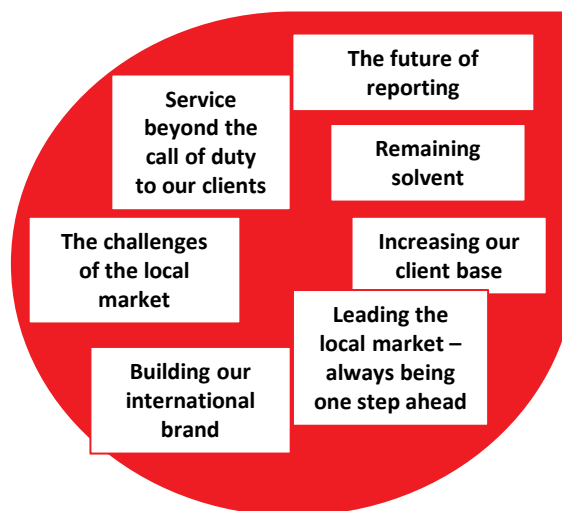 The future of
reporting
Service
beyond the
call of duty
to our clients
Remaining
solvent
The challenges
of the local
market
Increasing our
client base
Leading the
local market –
always being
one step ahead
Building our
international
brand